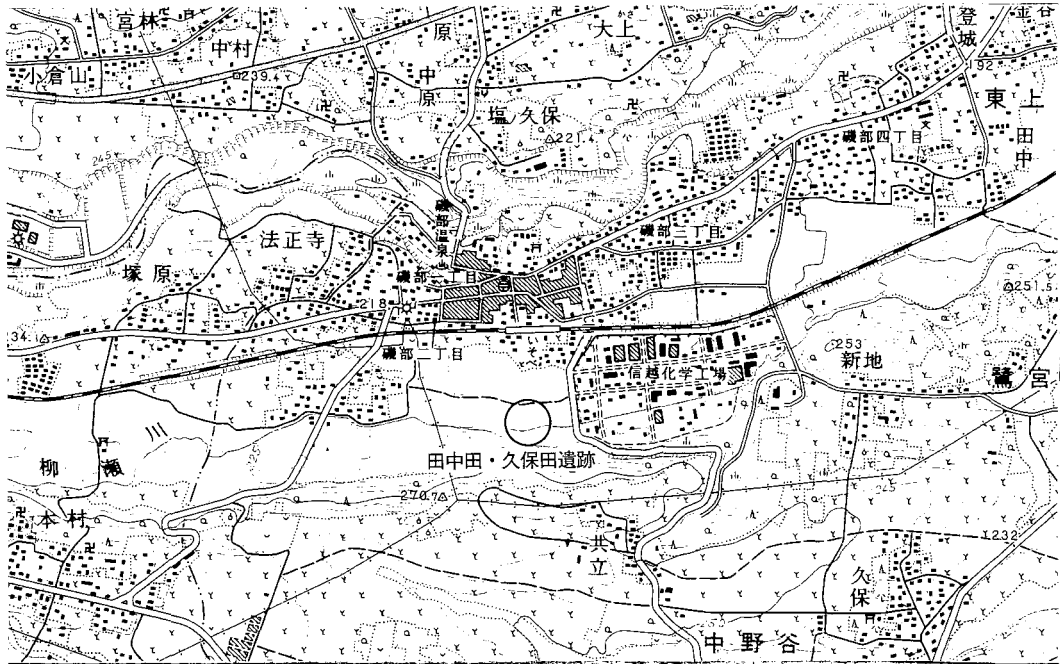 宮林
中村
原
大上
登城
金谷
小倉山
239.4
中原
192
塩ノ久保
東上
221
磯部四丁目
田中
245
磯部温泉
法正寺
磯部三丁目
塚原
磯部一丁目
251.5
218
34
磯部二丁目
253
新地
信越化学工場
鷺宮
川
田中田・久保田遺跡
柳瀬
270.7
本村
共立
232
久保
中野谷